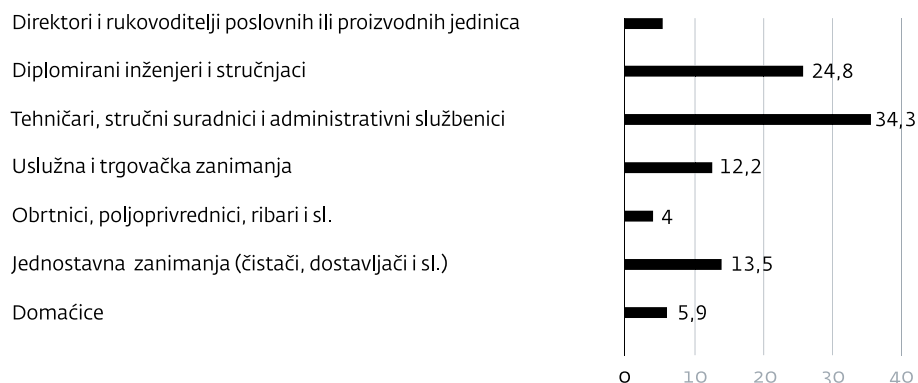 Direktori i rukovoditelji poslovnih ili proizvodnih jedinica
Diplomirani inženjeri i stručnjaci 24,8
Tehničari, stručni suradnici i administrativni službenici 34,3
Uslužna i trgovačka zanimanja 12,2
Obrtnici, poljoprivrednici, ribari i sl. 4
Jednostavna zanimanja (čistači, dostavljači i sl.) 13,5
Domaćice 5,9
0 10 20 30 40